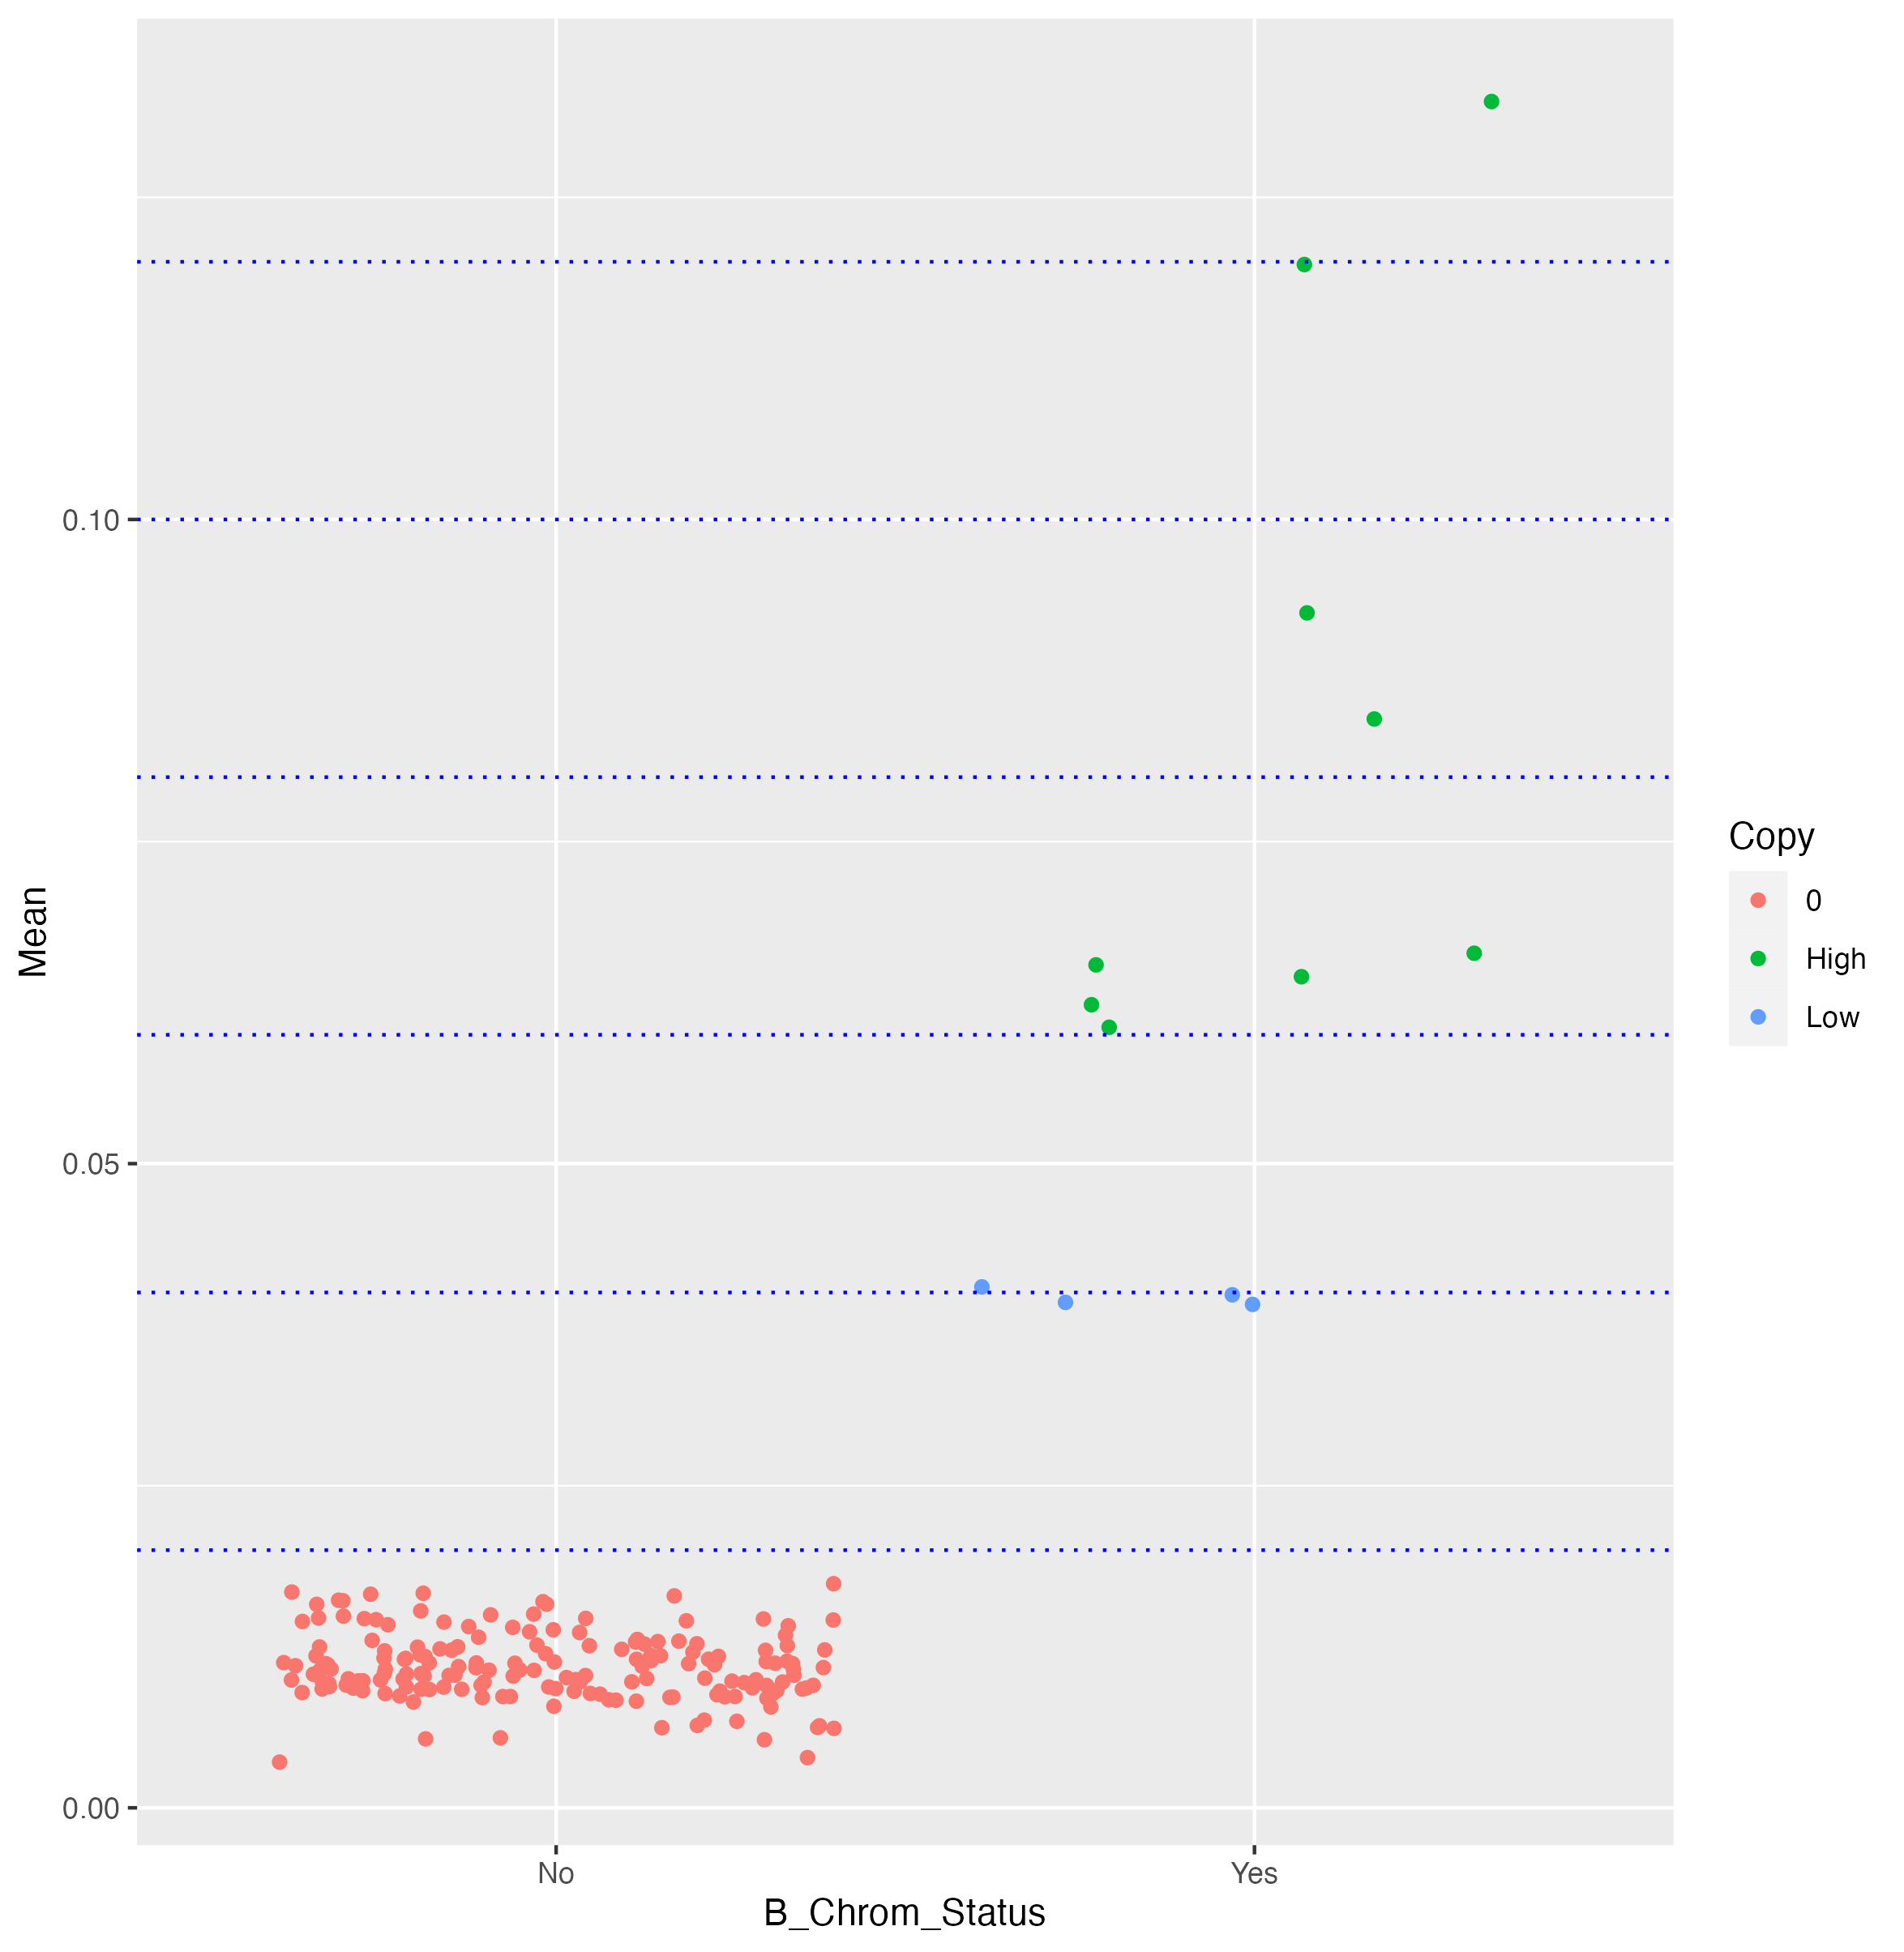 Mean
0.10
0.05
0.00
No
Yes
B_Chrom_Status
Copy
0
High
Low